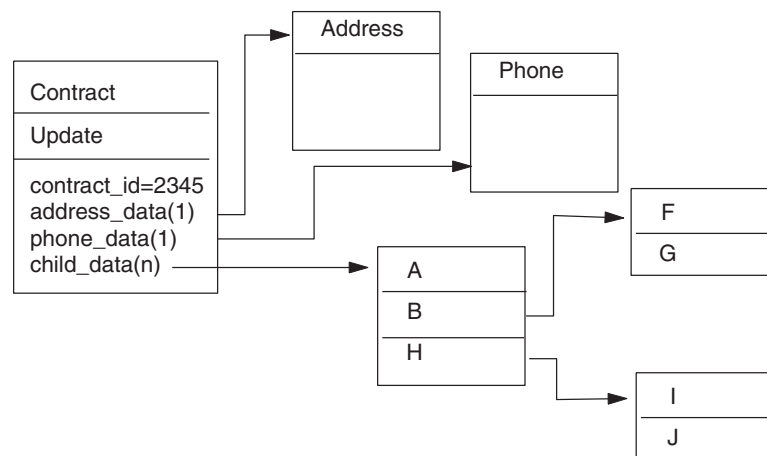 Address
Phone
Contract
Update
contract_id=2345
address_data(1)
phone_data(1)
child_data(n)
A
B
H
F
G
I
J